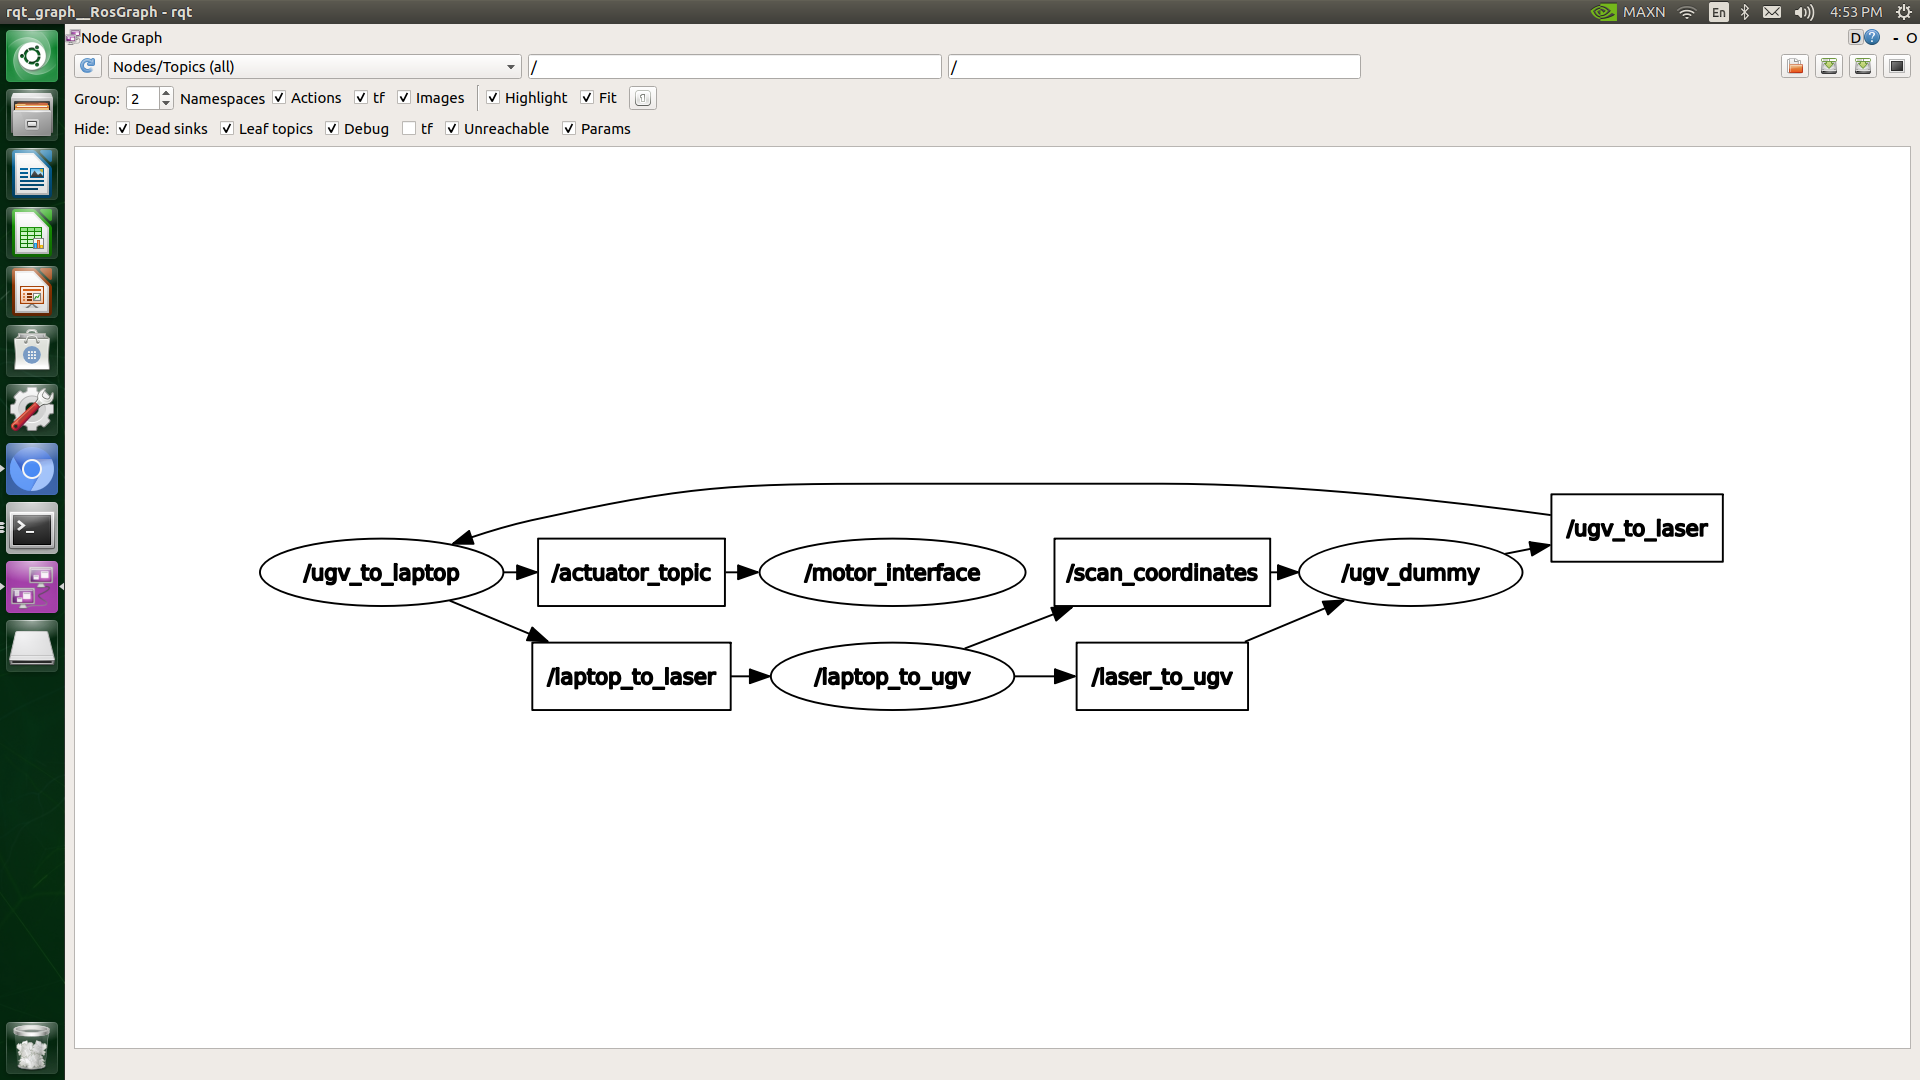 rqt_graph__RosGraph - rqt
MAXN En 4:53 PM
Node Graph
D ? - O
Nodes/Topics (all) / /
Group: 2 Namespaces Actions tf Images Highlight Fit
Hide: Dead sinks Leaf topics Debug tf Unreachable Params
/ugv_to_laser
/ugv_to_laptop /actuator_topic /motor_interface /scan_coordinates /ugv_dummy
/laptop_to_laser /laptop_to_ugv /laser_to_ugv